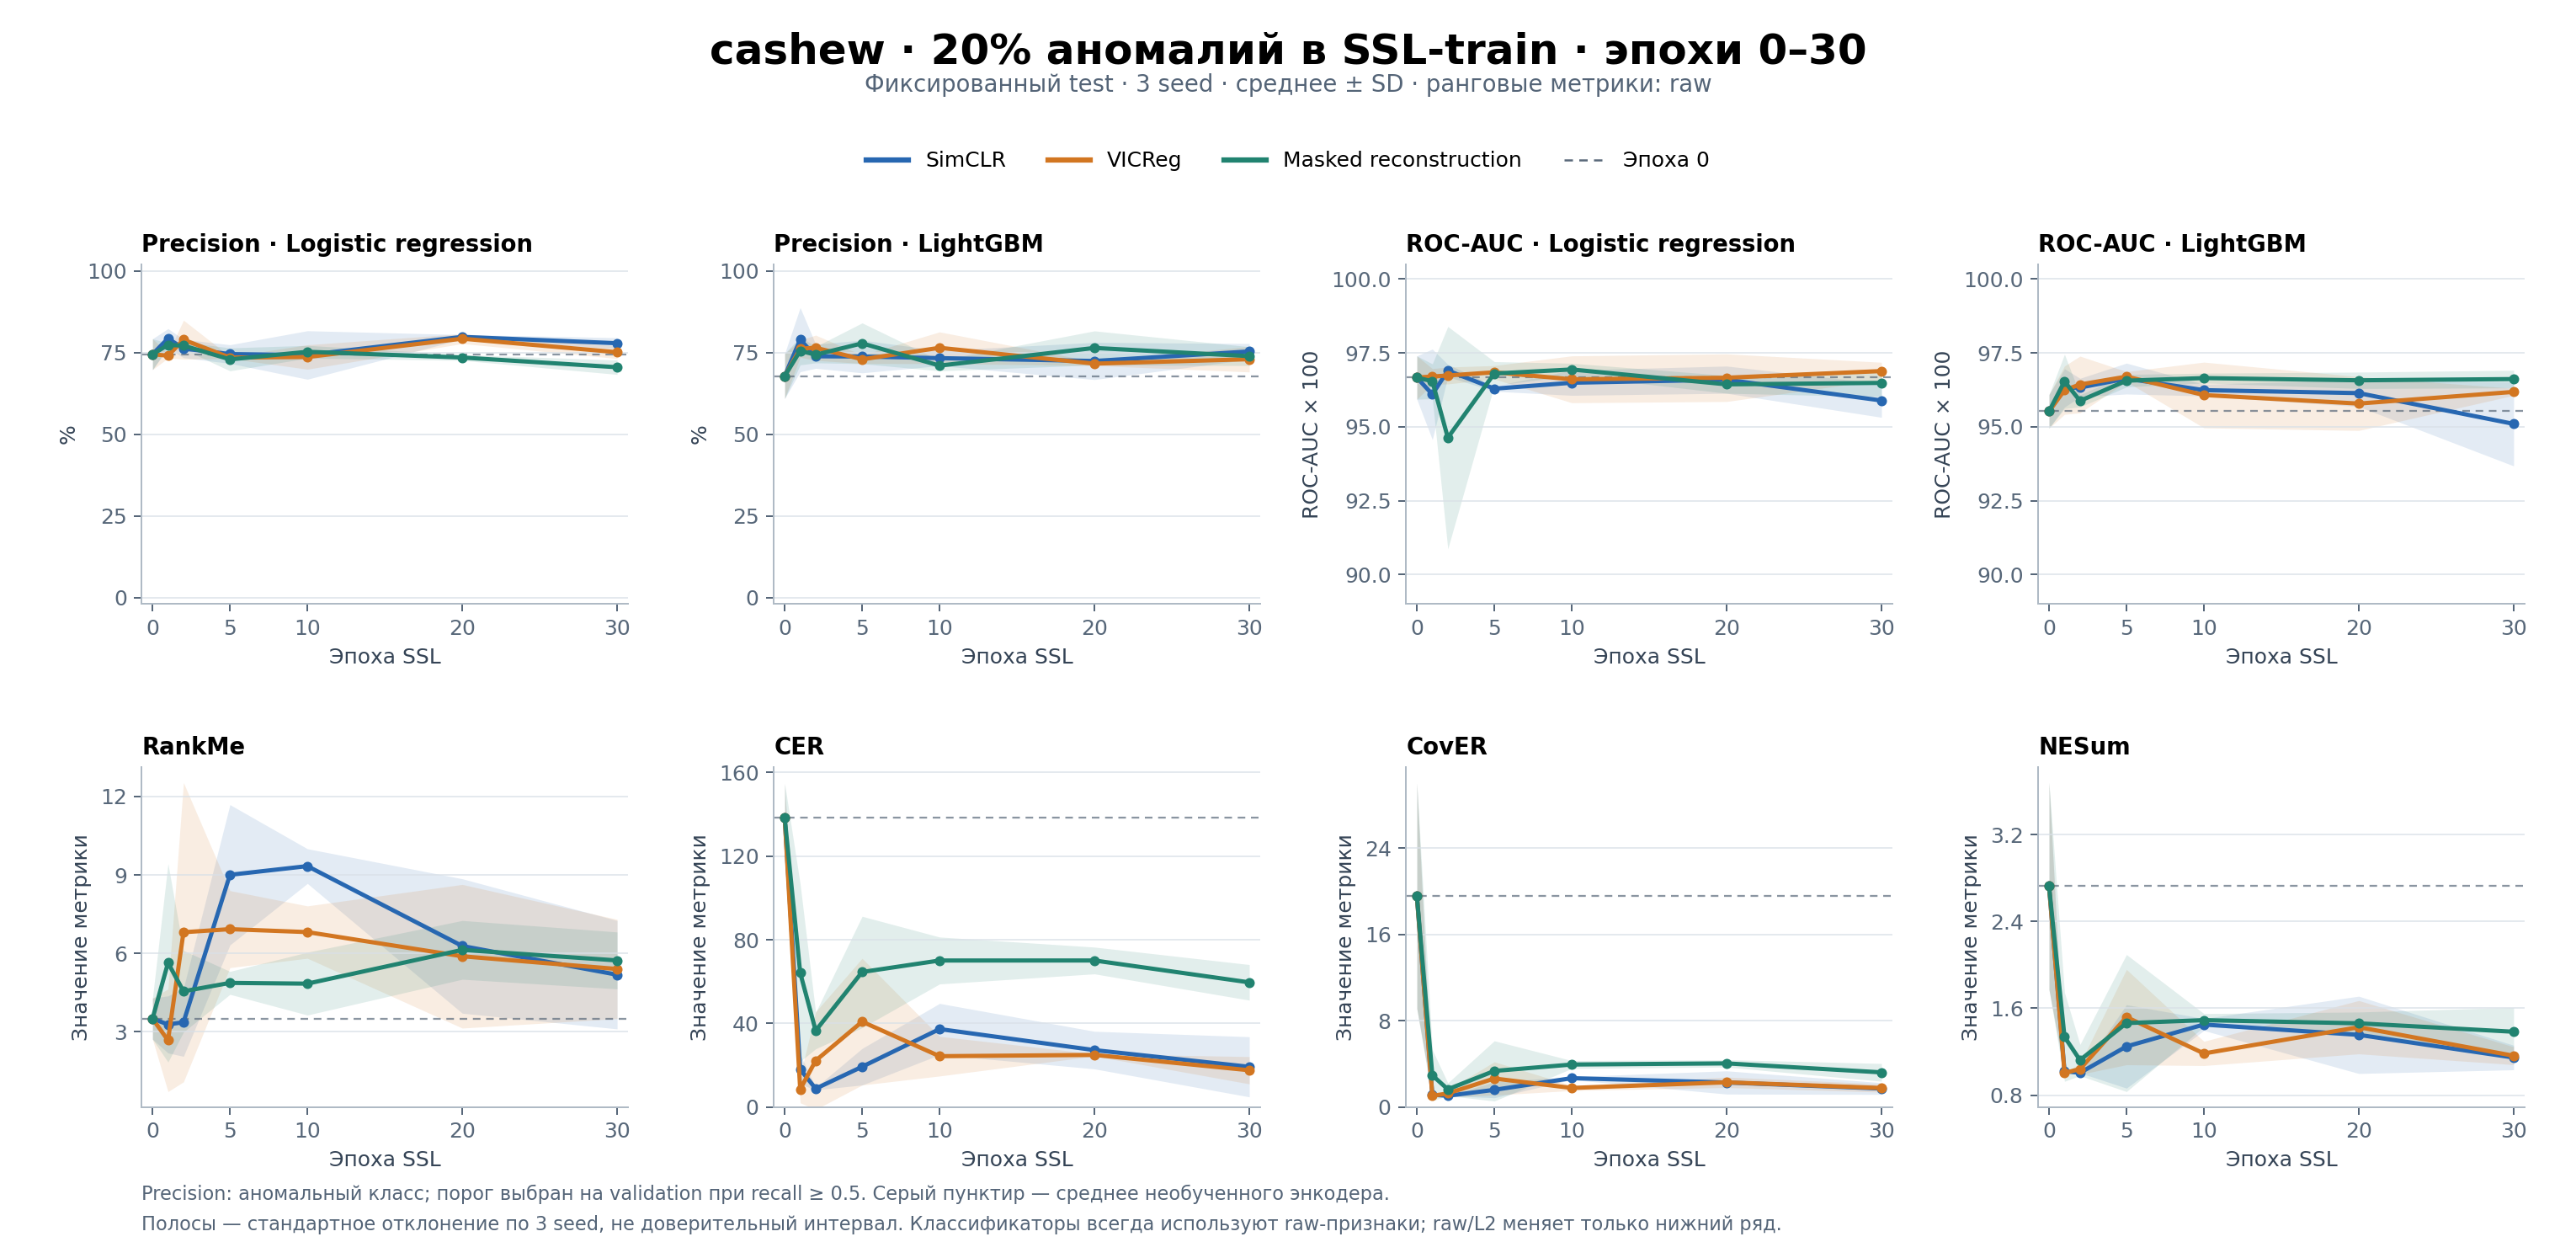 cashew · 20% аномалий в SSL-train · эпохи 0–30
Фиксированный test · 3 seed · среднее ± SD · ранговые метрики: raw
SimCLR VICReg Masked reconstruction Эпоха 0
Precision · Logistic regression
100
75
50
25
0
%
0 5 10 20 30
Эпоха SSL
Precision · LightGBM
100
75
50
25
0
%
0 5 10 20 30
Эпоха SSL
ROC-AUC · Logistic regression
100.0
97.5
95.0
92.5
90.0
ROC-AUC × 100
0 5 10 20 30
Эпоха SSL
ROC-AUC · LightGBM
100.0
97.5
95.0
92.5
90.0
ROC-AUC × 100
0 5 10 20 30
Эпоха SSL
RankMe
12
9
6
3
Значение метрики
0 5 10 20 30
Эпоха SSL
CER
160
120
80
40
0
Значение метрики
0 5 10 20 30
Эпоха SSL
CovER
24
16
8
0
Значение метрики
0 5 10 20 30
Эпоха SSL
NESum
3.2
2.4
1.6
0.8
Значение метрики
0 5 10 20 30
Эпоха SSL
Precision: аномальный класс; порог выбран на validation при recall ≥ 0.5. Серый пунктир — среднее необученного энкодера.
Полосы — стандартное отклонение по 3 seed, не доверительный интервал. Классификаторы всегда используют raw-признаки; raw/L2 меняет только нижний ряд.